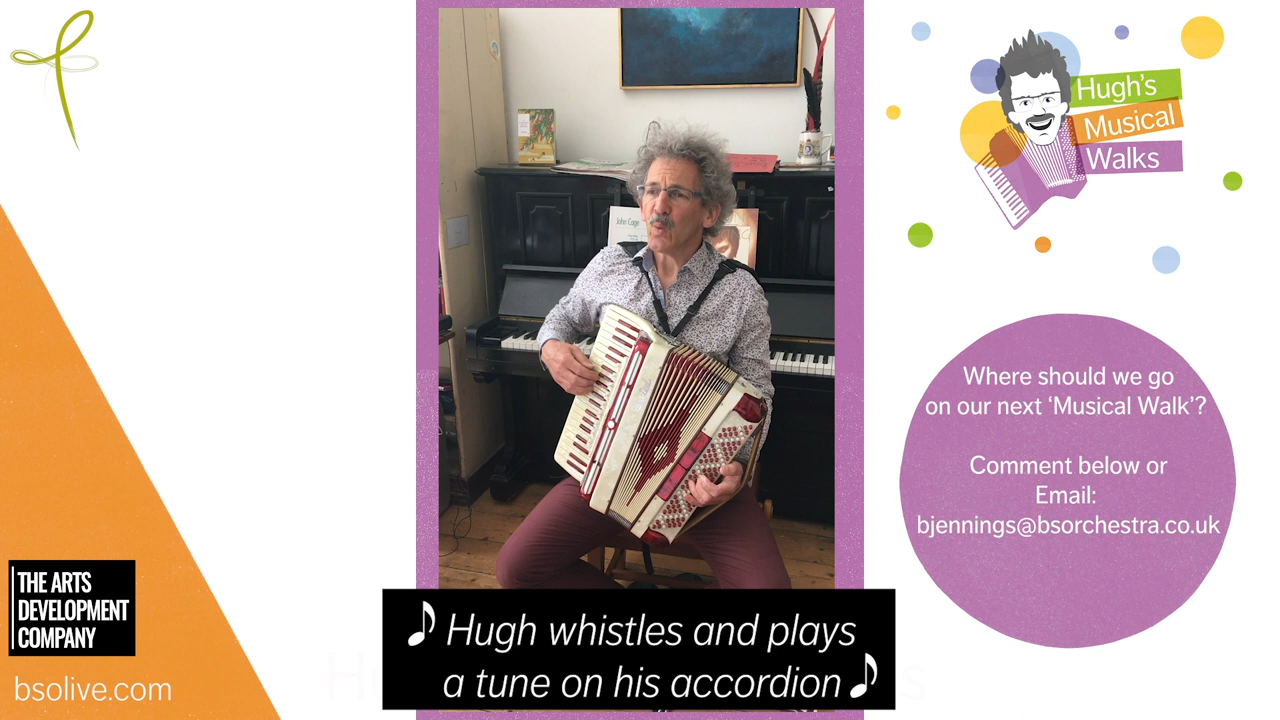 Hugh's
Musical
Walks
John Cage
Where should we go
on our next ‘Musical Walk’?
Comment below or
Email:
bjennings@bsorchestra.co.uk
THE ARTS
DEVELOPMENT
COMPANY
bsolive.com
♪ Hugh whistles and plays
a tune on his accordion ♪